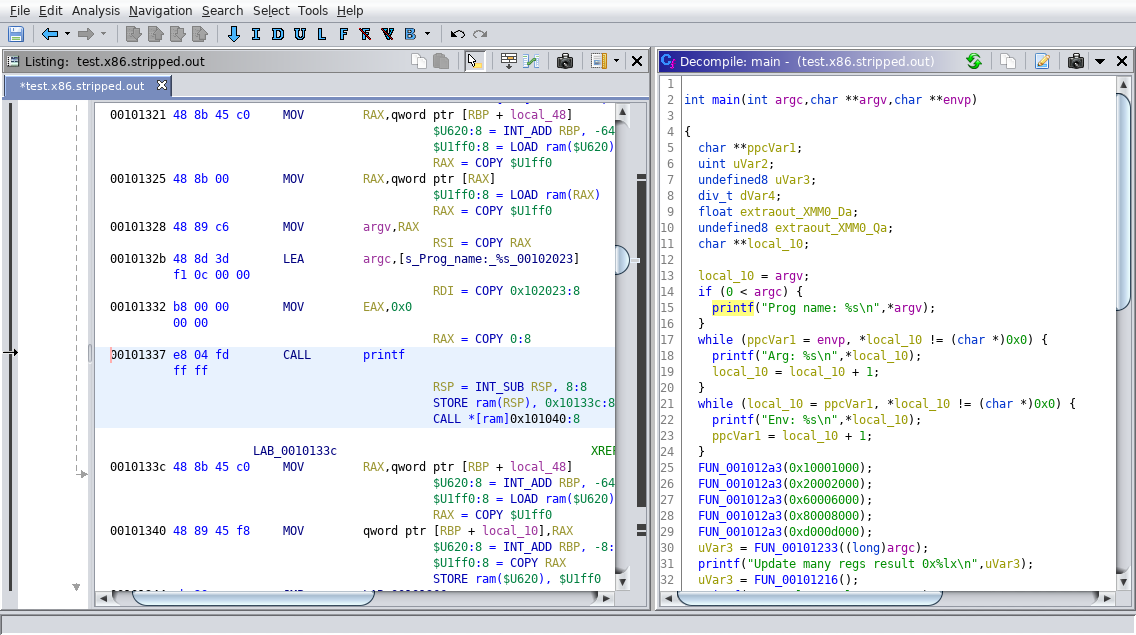 File Edit Analysis Navigation Search Select Tools Help
I D U L F R V B
Listing: test.x86.stripped.out
*test.x86.stripped.out
00101321 48 8b 45 c0 MOV RAX,qword ptr [RBP + local_48]
$U620:8 = INT_ADD RBP, -64
$U1ff0:8 = LOAD ram($U620)
RAX = COPY $U1ff0
00101325 48 8b 00 MOV RAX,qword ptr [RAX]
$U1ff0:8 = LOAD ram(RAX)
RAX = COPY $U1ff0
00101328 48 89 c6 MOV argv,RAX
RSI = COPY RAX
0010132b 48 8d 3d LEA argc,[s_Prog_name:_%s_00102023]
f1 0c 00 00
RDI = COPY 0x102023:8
00101332 b8 00 00 MOV EAX,0x0
00 00
RAX = COPY 0:8
00101337 e8 04 fd CALL printf
ff ff
RSP = INT_SUB RSP, 8:8
STORE ram(RSP), 0x10133c:8
CALL *[ram]0x101040:8
LAB_0010133c XREF
0010133c 48 8b 45 c0 MOV RAX,qword ptr [RBP + local_48]
$U620:8 = INT_ADD RBP, -64
$U1ff0:8 = LOAD ram($U620)
RAX = COPY $U1ff0
00101340 48 89 45 f8 MOV qword ptr [RBP + local_10],RAX
$U620:8 = INT_ADD RBP, -8:
$U1ff0:8 = COPY RAX
STORE ram($U620), $U1ff0
Decompile: main - (test.x86.stripped.out)
1
2 int main(int argc,char **argv,char **envp)
3
4 {
5 char **ppcVar1;
6 uint uVar2;
7 undefined8 uVar3;
8 div_t dVar4;
9 float extraout_XMM0_Da;
10 undefined8 extraout_XMM0_Qa;
11 char **local_10;
12
13 local_10 = argv;
14 if (0 < argc) {
15 printf("Prog name: %s\n",*argv);
16 }
17 while (ppcVar1 = envp, *local_10 != (char *)0x0) {
18 printf("Arg: %s\n",*local_10);
19 local_10 = local_10 + 1;
20 }
21 while (local_10 = ppcVar1, *local_10 != (char *)0x0) {
22 printf("Env: %s\n",*local_10);
23 ppcVar1 = local_10 + 1;
24 }
25 FUN_001012a3(0x10001000);
26 FUN_001012a3(0x20002000);
27 FUN_001012a3(0x60006000);
28 FUN_001012a3(0x80008000);
29 FUN_001012a3(0xd000d000);
30 uVar3 = FUN_00101233((long)argc);
31 printf("Update many regs result 0x%lx\n",uVar3);
32 uVar3 = FUN_00101216();